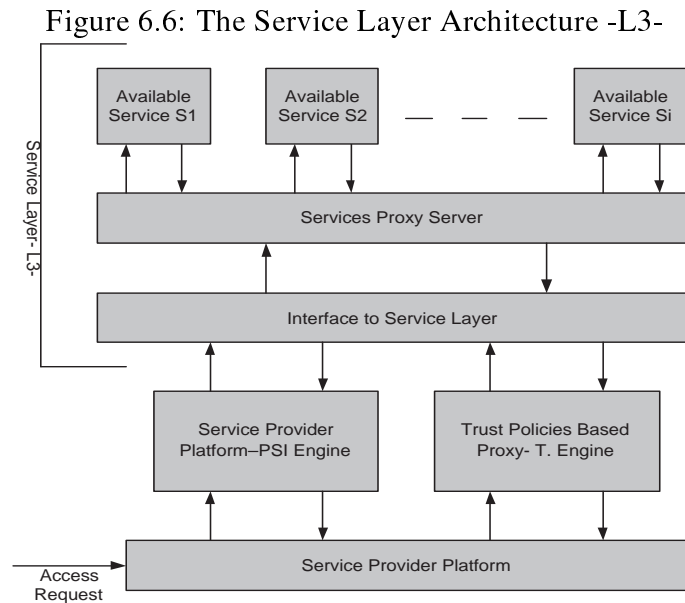 Figure 6.6: The Service Layer Architecture -L3-
Available
Service S1
Available
Service S2
Available
Service Si
Service Layer- L3-
Services Proxy Server
Interface to Service Layer
Service Provider
Platform–PSI Engine
Trust Policies Based
Proxy- T. Engine
Service Provider Platform
Access
Request